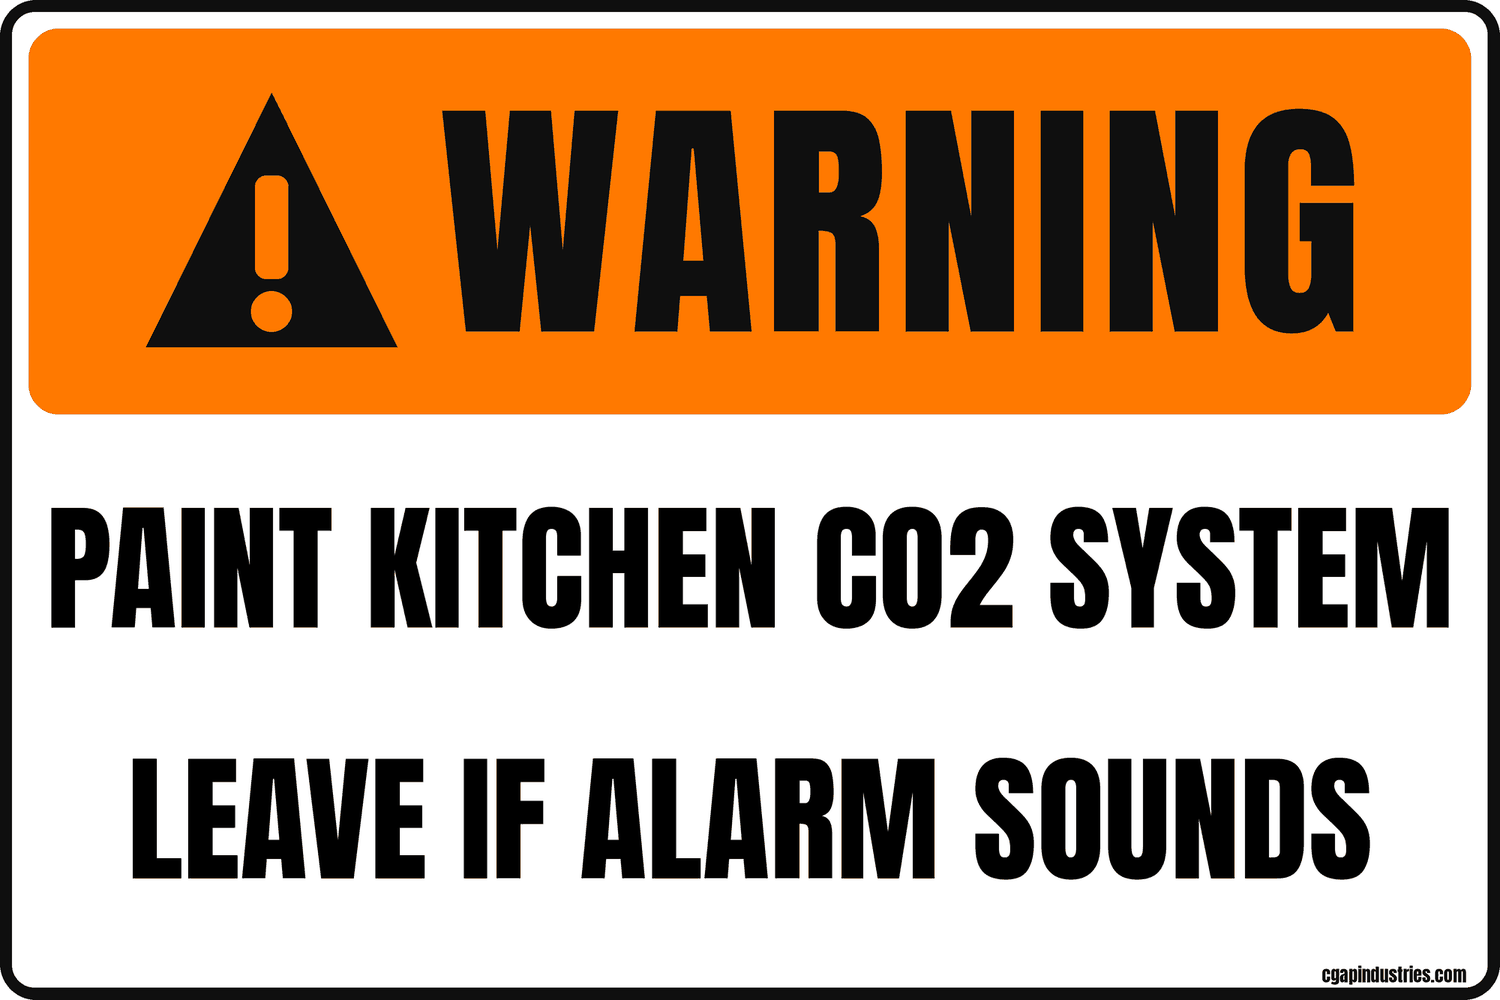 WARNING
PAINT KITCHEN CO2 SYSTEM
LEAVE IF ALARM SOUNDS
cgapindustries.com